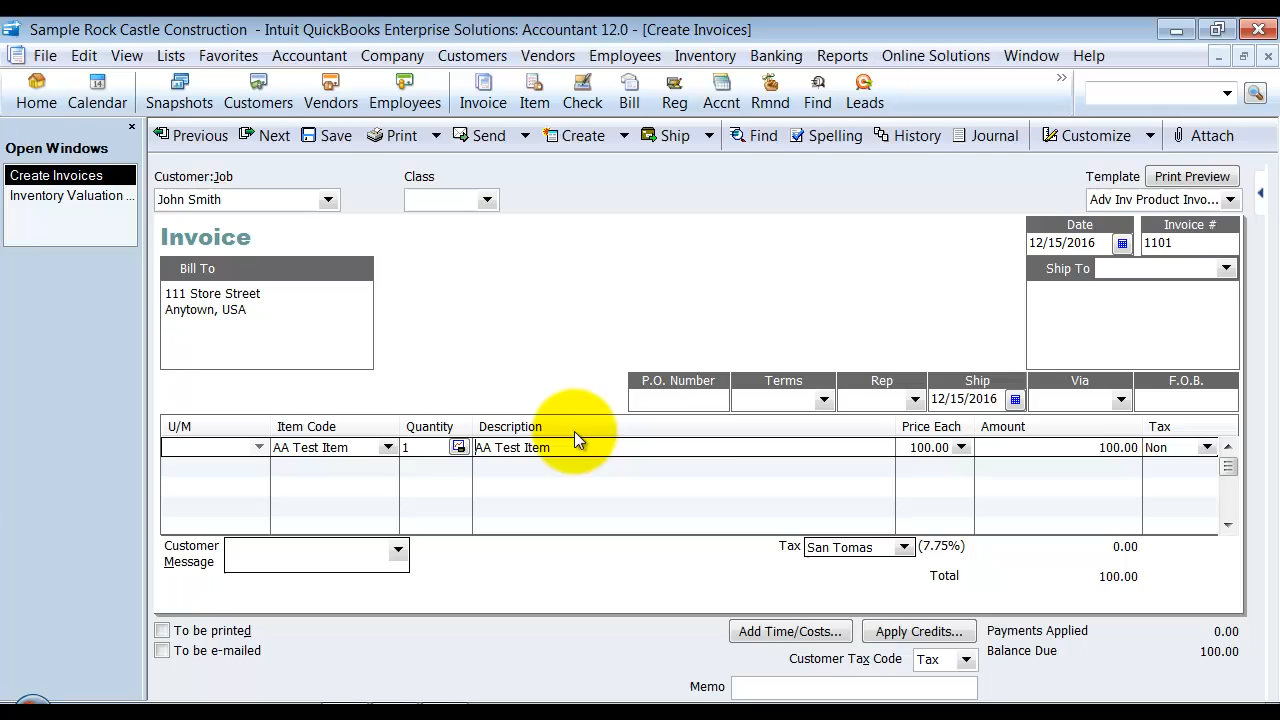 Sample Rock Castle Construction - Intuit QuickBooks Enterprise Solutions: Accountant 12.0 - [Create Invoices]
File Edit View Lists Favorites Accountant Company Customers Vendors Employees Inventory Banking Reports Online Solutions Window Help
Home Calendar Snapshots Customers Vendors Employees Invoice Item Check Bill Reg Accnt Rmnd Find Leads
Previous Next Save Print Send Create Ship Find Spelling History Journal Customize Attach
Open Windows
Create Invoices
Inventory Valuation ...
Customer:Job Class Template Print Preview
John Smith Adv Inv Product Invo...
Invoice
Date Invoice #
12/15/2016 1101
Bill To
Ship To
111 Store Street
Anytown, USA
P.O. Number Terms Rep Ship Via F.O.B.
12/15/2016
U/M Item Code Quantity Description Price Each Amount Tax
AA Test Item 1 AA Test Item 100.00 100.00 Non
Customer Message
Tax San Tomas (7.75%) 0.00
Total 100.00
To be printed
To be e-mailed
Add Time/Costs... Apply Credits... Payments Applied 0.00
Customer Tax Code Tax Balance Due 100.00
Memo